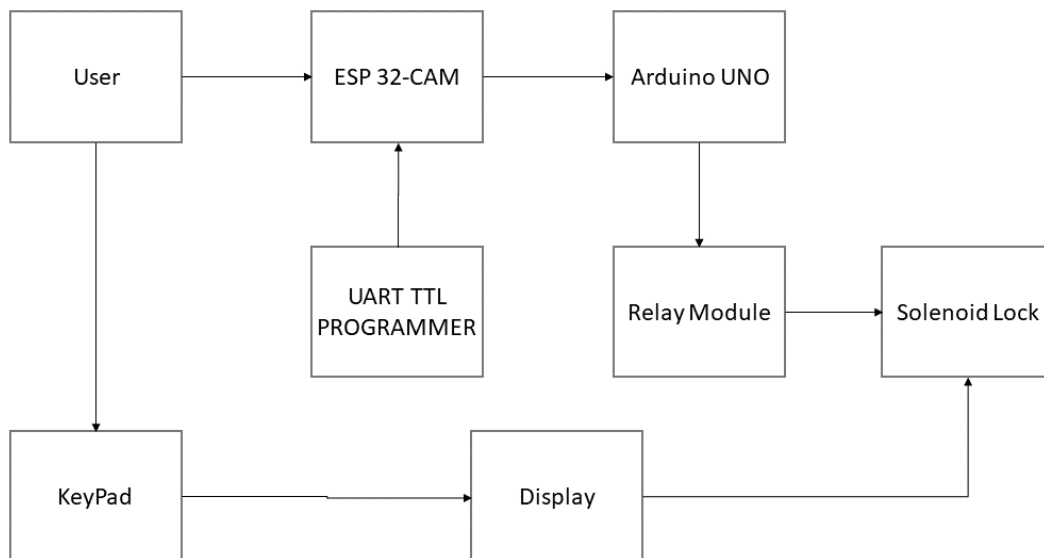 User
ESP 32-CAM
Arduino UNO
UART TTL
PROGRAMMER
Relay Module
Solenoid Lock
KeyPad
Display